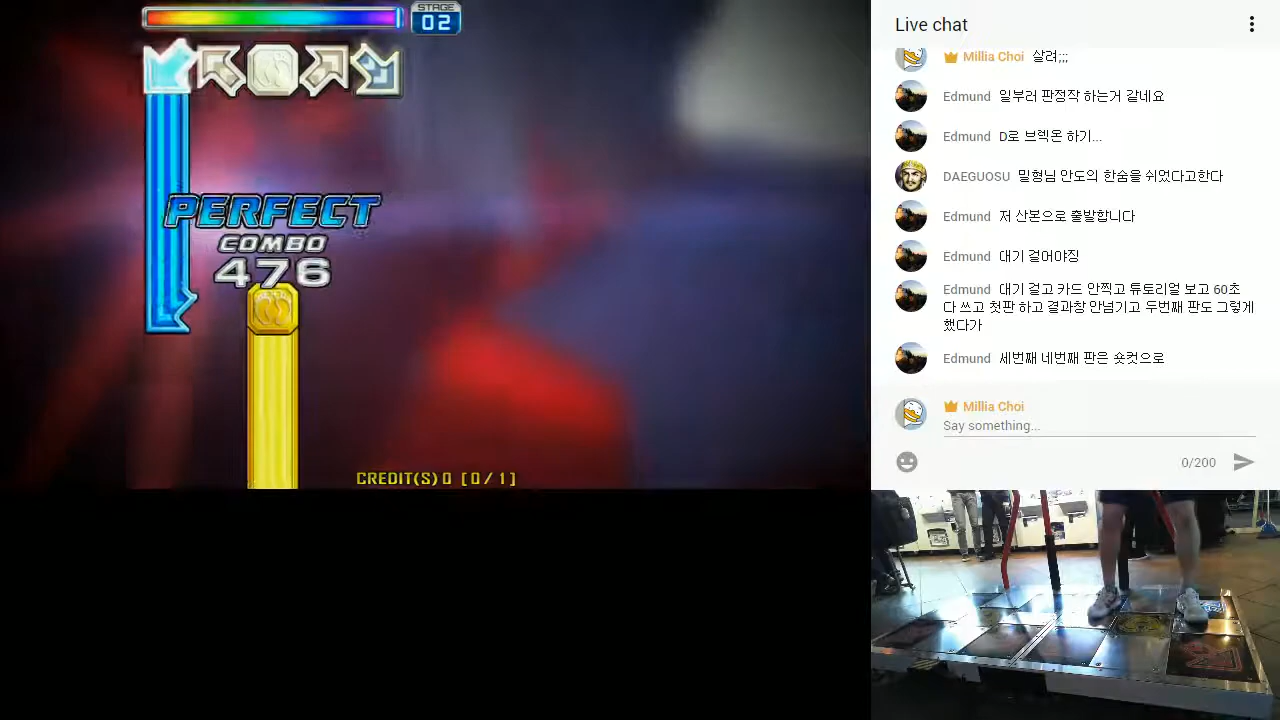 STAGE
02
PERFECT
COMBO
476
CREDIT(S) 0 [0/1]
Live chat
Millia Choi 살려;;;
Edmund 일부러 판정작 하는거 같네요
Edmund D로 브렉온 하기...
DAEGUOSU 밀형님 안도의 한숨을 쉬었다고한다
Edmund 저 산본으로 출발합니다
Edmund 대기 걸어야징
Edmund 대기 걸고 카드 안찍고 튜토리얼 보고 60초
다 쓰고 첫판 하고 결과창 안넘기고 두번째 판도 그렇게
했다가
Edmund 세번째 네번째 판은 숏컷으로
Millia Choi
Say something...
0/200